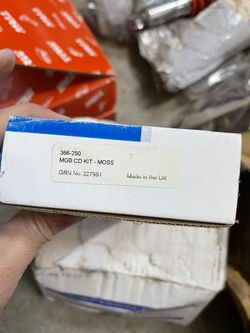 366-250
MGB CD KIT - MOSS
GRN No. 327991
Made in the UK